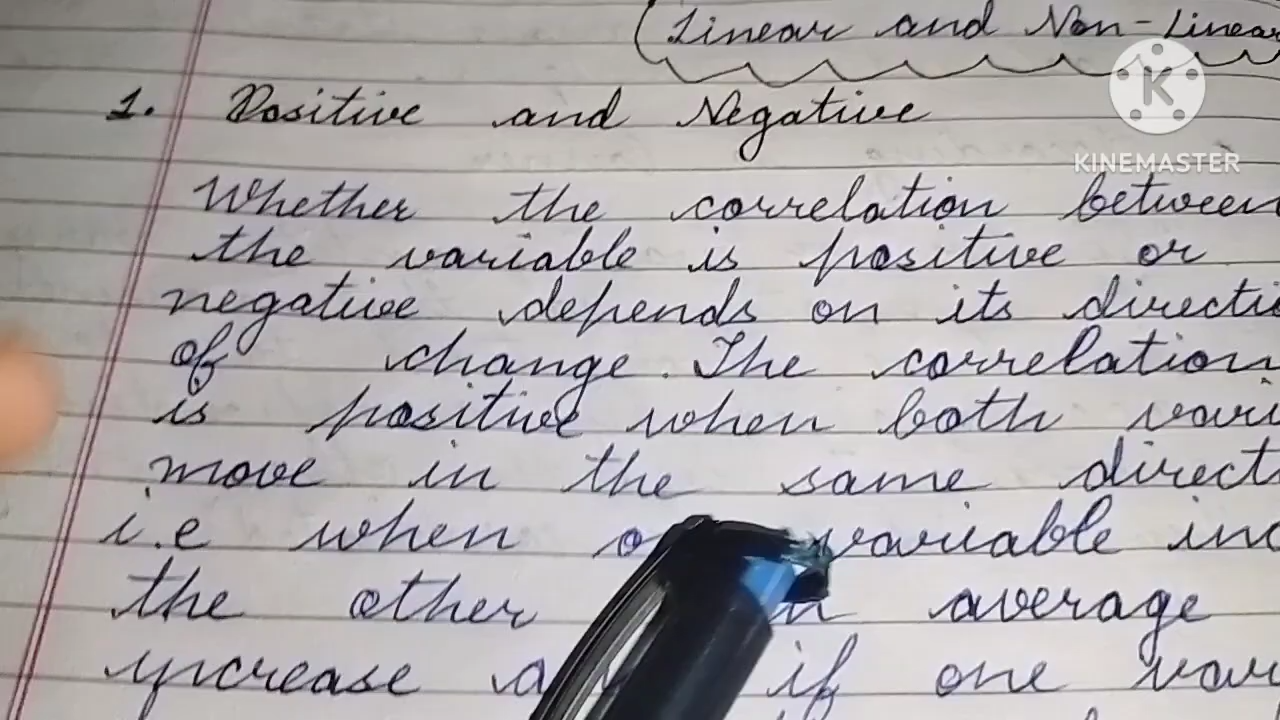 (Linear and Non-Linear
1. Positive and Negative
KINEMASTER
Whether the correlation between
the variable is positive or
negative depends on its directi
of change. The correlation
is positive when both vari
move in the same direct
i.e when variable inc
the other average
increase if one var